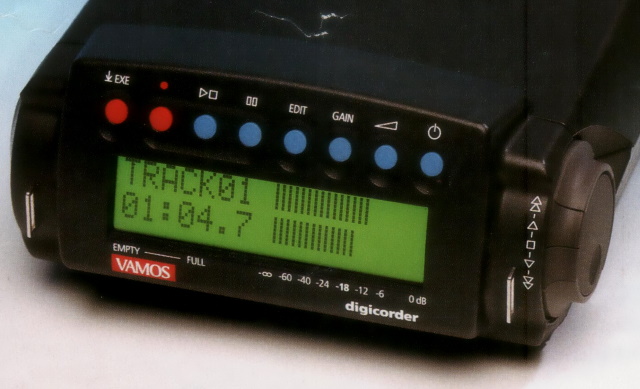 EXE
EDIT GAIN
TRACK01
01:04.7
EMPTY FULL
VAMOS
-∞ -60 -40 -24 -18 -12 -6 0 dB
digicorder